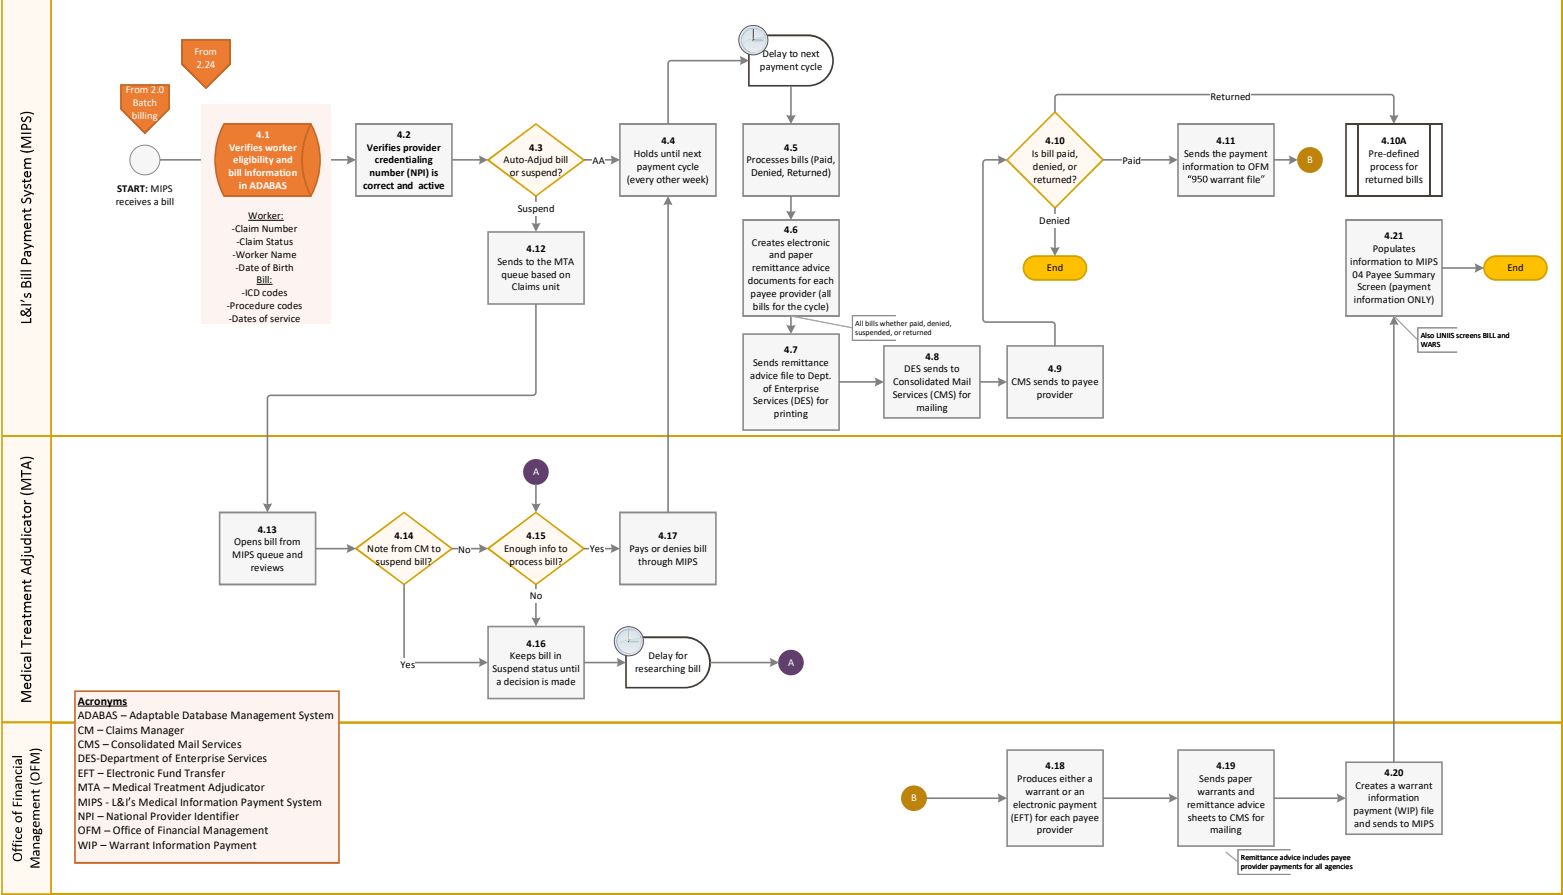 L&I's Bill Payment System (MIPS)
From
2.24
From 2.0
Batch
billing
START: MIPS
receives a bill
4.1
Verifies worker
eligibility and
bill information
in ADABAS
Worker:
-Claim Number
-Claim Status
-Worker Name
-Date of Birth
Bill:
-ICD codes
-Procedure codes
-Dates of service
4.2
Verifies provider
credentialing
number (NPI) is
correct and active
4.3
Auto-Adjud bill
or suspend?
AA
Suspend
4.12
Sends to the MTA
queue based on
Claims unit
4.4
Holds until next
payment cycle
(every other week)
Delay to next
payment cycle
4.5
Processes bills (Paid,
Denied, Returned)
4.6
Creates electronic
and paper
remittance advice
documents for each
payee provider (all
bills for the cycle)
All bills whether paid, denied,
suspended, or returned
4.7
Sends remittance
advice file to Dept.
of Enterprise
Services (DES) for
printing
4.8
DES sends to
Consolidated Mail
Services (CMS) for
mailing
4.9
CMS sends to payee
provider
4.10
Is bill paid,
denied, or
returned?
Returned
Paid
Denied
End
4.11
Sends the payment
information to OFM
"950 warrant file"
B
4.10A
Pre-defined
process for
returned bills
4.21
Populates
information to MIPS
04 Payee Summary
Screen (payment
information ONLY)
End
Also LINIIS screens BILL and
WARS
Medical Treatment Adjudicator (MTA)
4.13
Opens bill from
MIPS queue and
reviews
4.14
Note from CM to
suspend bill?
No
Yes
A
4.15
Enough info to
process bill?
Yes
No
4.17
Pays or denies bill
through MIPS
4.16
Keeps bill in
Suspend status until
a decision is made
Delay for
researching bill
A
Acronyms
ADABAS – Adaptable Database Management System
CM – Claims Manager
CMS – Consolidated Mail Services
DES-Department of Enterprise Services
EFT – Electronic Fund Transfer
MTA – Medical Treatment Adjudicator
MIPS - L&I's Medical Information Payment System
NPI – National Provider Identifier
OFM – Office of Financial Management
WIP – Warrant Information Payment
Office of Financial
Management (OFM)
B
4.18
Produces either a
warrant or an
electronic payment
(EFT) for each payee
provider
4.19
Sends paper
warrants and
remittance advice
sheets to CMS for
mailing
Remittance advice includes payee
provider payments for all agencies
4.20
Creates a warrant
information
payment (WIP) file
and sends to MIPS